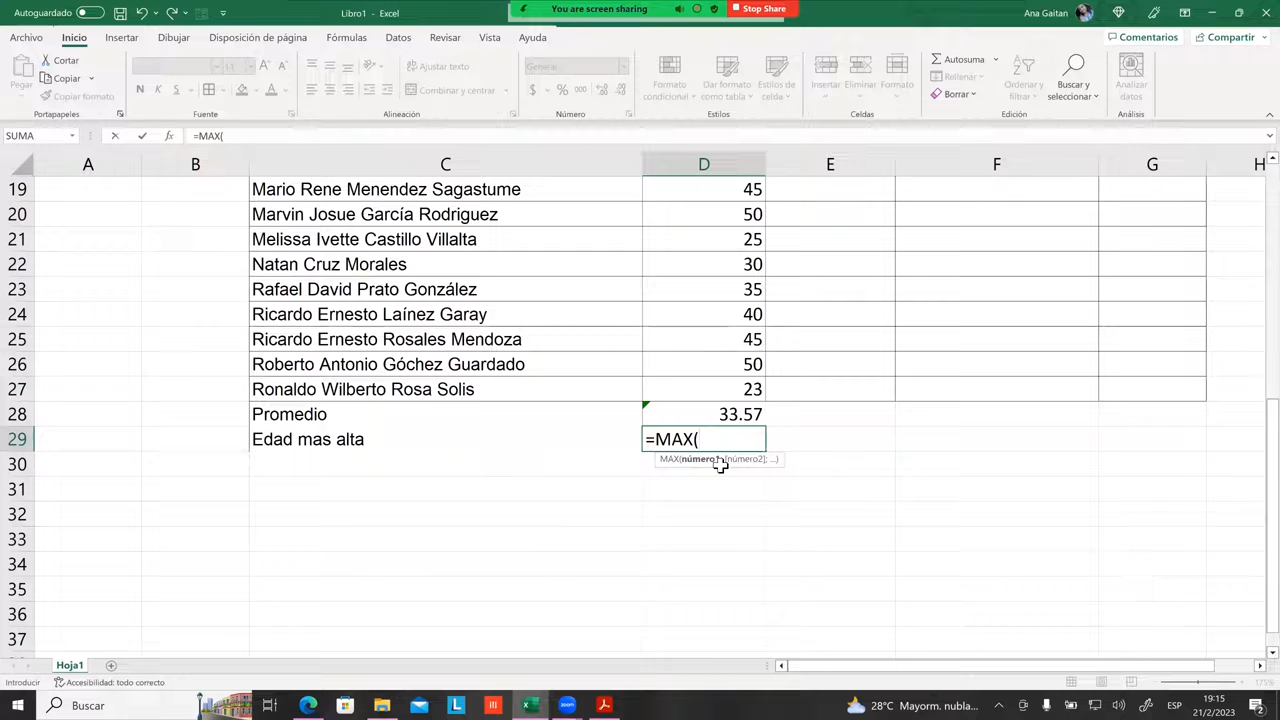 Autoguardado
Libro1 - Excel
You are screen sharing
Stop Share
Ana Gaitan
Archivo Inicio Insertar Dibujar Disposición de página Fórmulas Datos Revisar Vista Ayuda
Comentarios Compartir
Pegar
Cortar
Copiar
Copiar formato
Portapapeles
N K S
Fuente
Ajustar texto
Combinar y centrar
Alineación
General
$ % 000
Número
Formato condicional
Dar formato como tabla
Estilos de celda
Estilos
Insertar Eliminar Formato
Celdas
Autosuma
Rellenar
Borrar
Ordenar y filtrar
Buscar y seleccionar
Edición
Analizar datos
Análisis
SUMA
fx
=MAX(
A B C D E F G H
19 Mario Rene Menendez Sagastume 45
20 Marvin Josue García Rodriguez 50
21 Melissa Ivette Castillo Villalta 25
22 Natan Cruz Morales 30
23 Rafael David Prato González 35
24 Ricardo Ernesto Laínez Garay 40
25 Ricardo Ernesto Rosales Mendoza 45
26 Roberto Antonio Góchez Guardado 50
27 Ronaldo Wilberto Rosa Solis 23
28 Promedio 33.57
29 Edad mas alta =MAX(
MAX(número1; [número2]; ...)
30
31
32
33
34
35
36
37
Hoja1
Introducir
Accesibilidad: todo correcto
175%
Buscar
28°C Mayorm. nubla...
ESP
19:15
21/2/2023
2